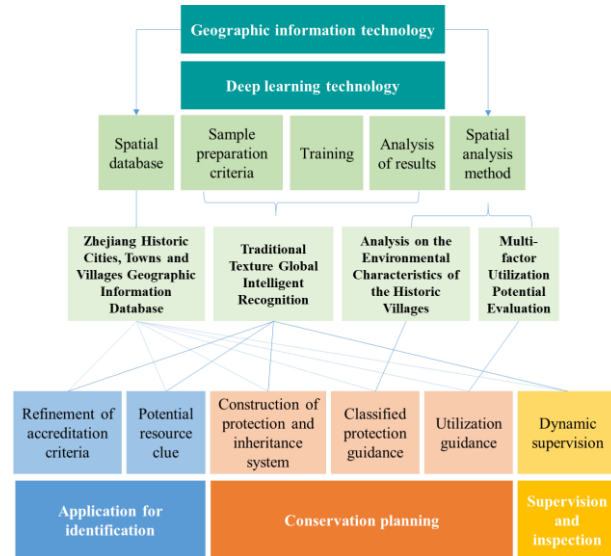 Geographic information technology
Deep learning technology
Spatial
database
Sample
preparation
criteria
Training
Analysis
of results
Spatial
analysis
method
Zhejiang Historic
Cities, Towns and
Villages Geographic
Information
Database
Traditional
Texture Global
Intelligent
Recognition
Analysis on the
Environmental
Characteristics of
the Historic
Villages
Multi-
factor
Utilization
Potential
Evaluation
Refinement of
accreditation
criteria
Potential
resource
clue
Construction of
protection and
inheritance
system
Classified
protection
guidance
Utilization
guidance
Dynamic
supervision
Application for
identification
Conservation planning
Supervision
and
inspection